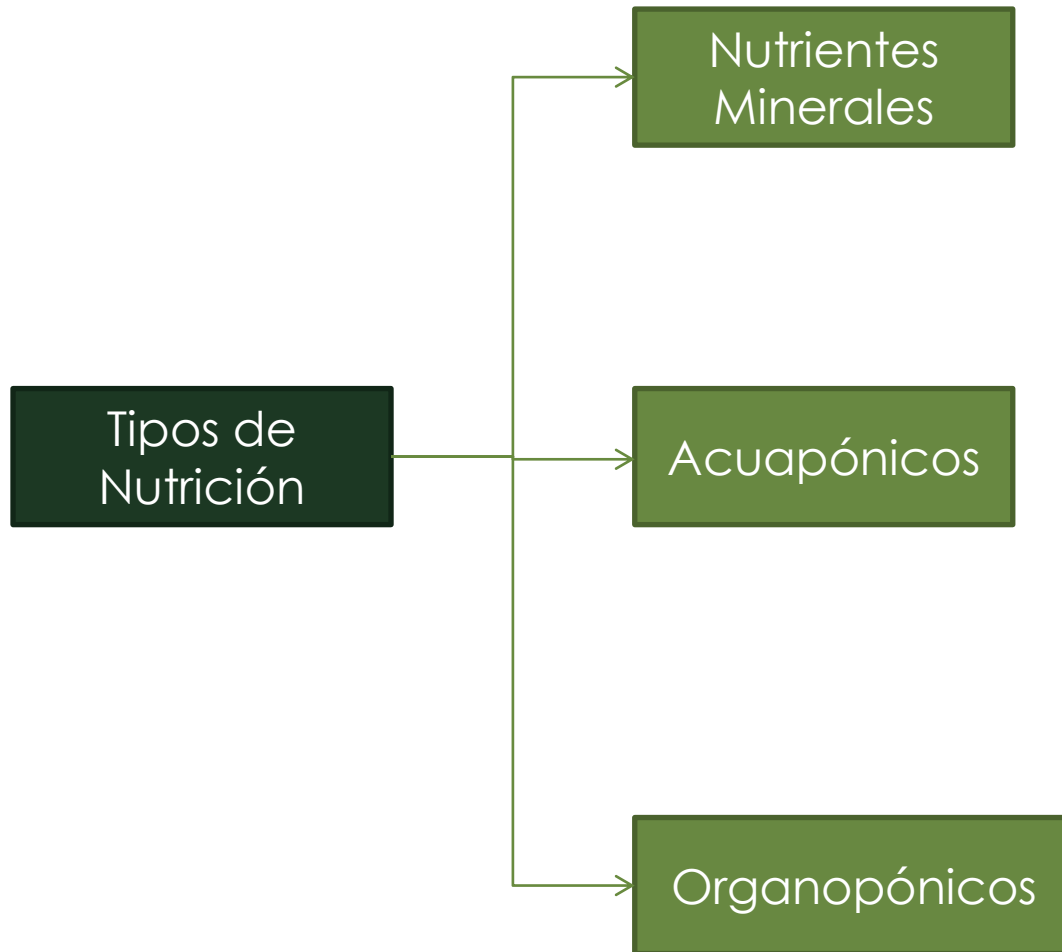 Nutrientes
Minerales
Tipos de
Nutrición
Acuapónicos
Organopónicos